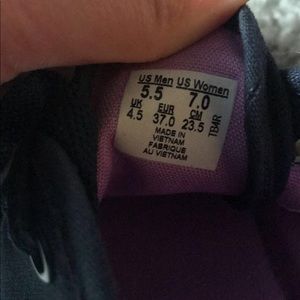 US Men US Women
5.5 7.0
UK EUR CM
4.5 37.0 23.5
MADE IN
VIETNAM
FABRIQUE
AU VIETNAM
TB4R